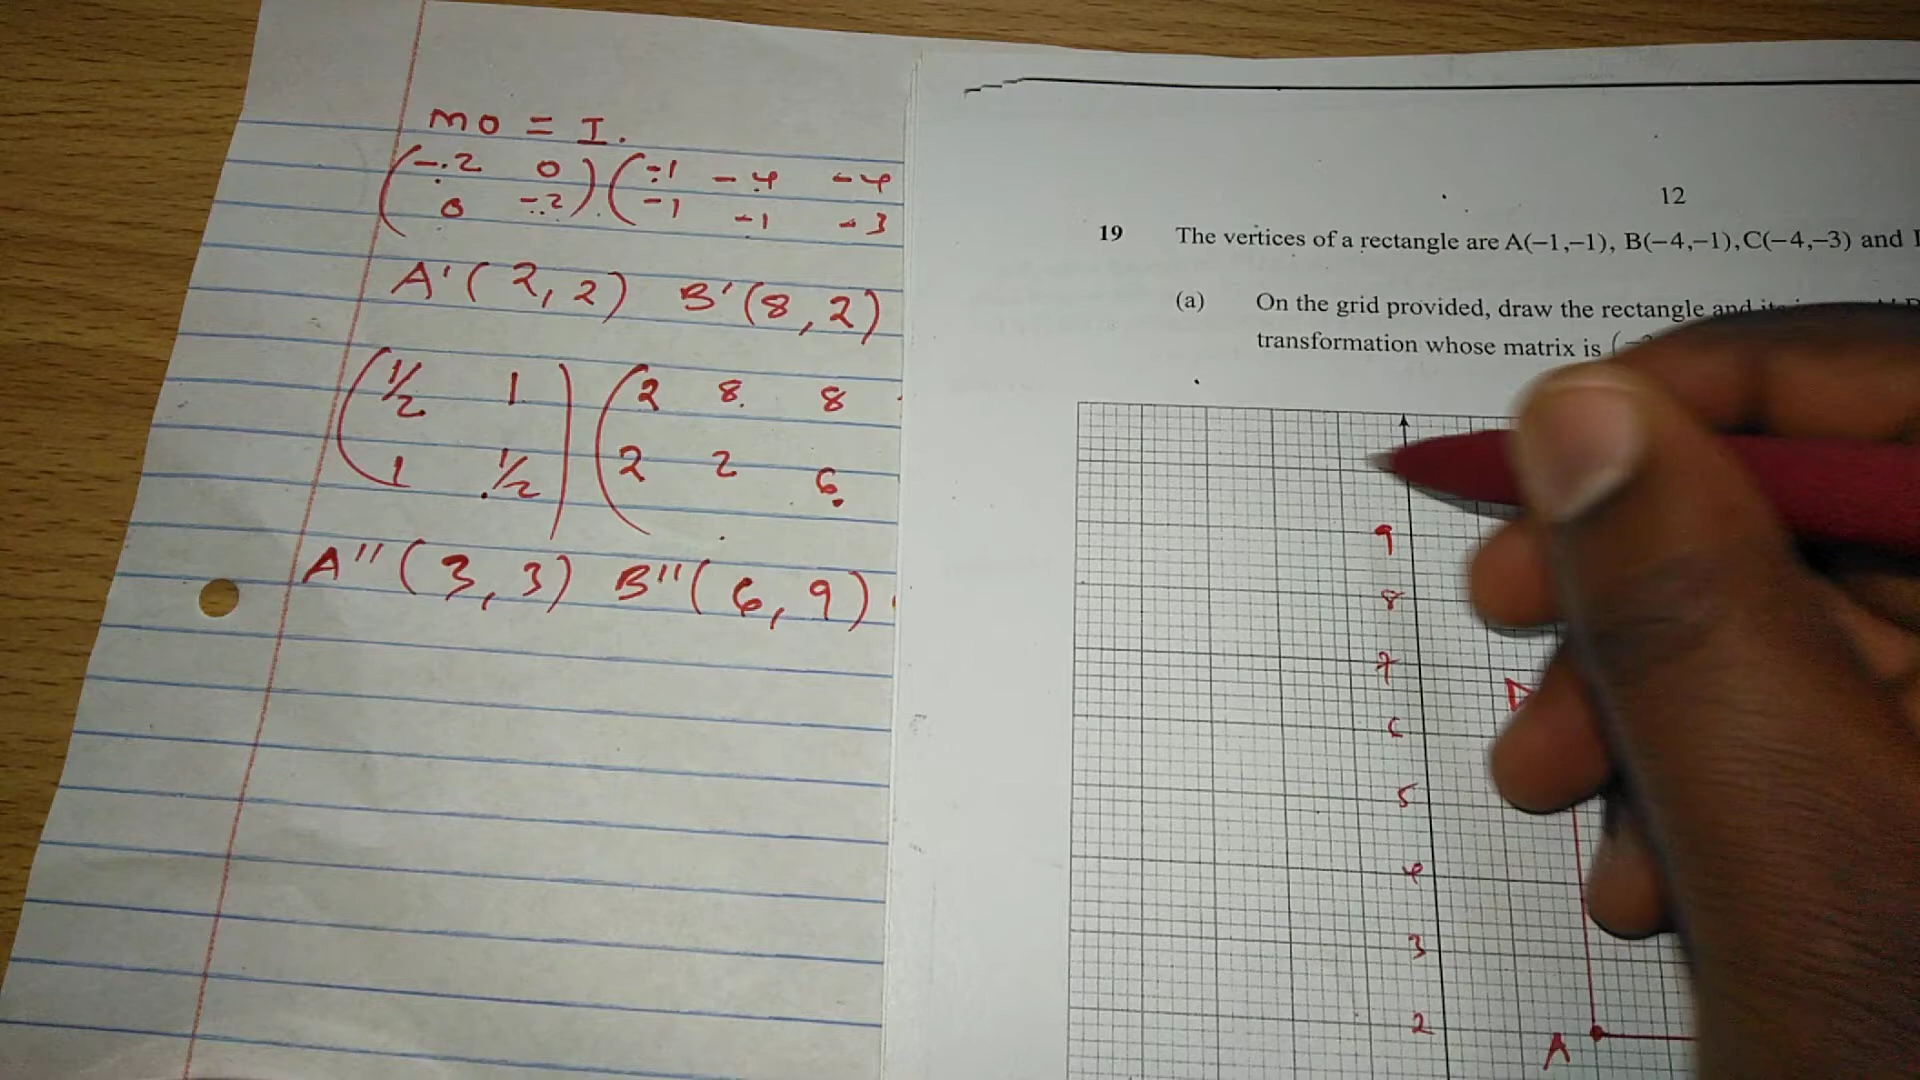 mo = I.
(-.2 0) (-1 -4 -4
0 -.2) -1 -1 -3
A'(2,2) B'(8,2)
(1/2 1) (2 8 8
1 1/2) 2 2 6
A''(3,3) B''(6,9)
12
19 The vertices of a rectangle are A(−1,−1), B(−4,−1),C(−4,−3) and
(a) On the grid provided, draw the rectangle and
transformation whose matrix is
9
8
7
6
5
4
3
2
A